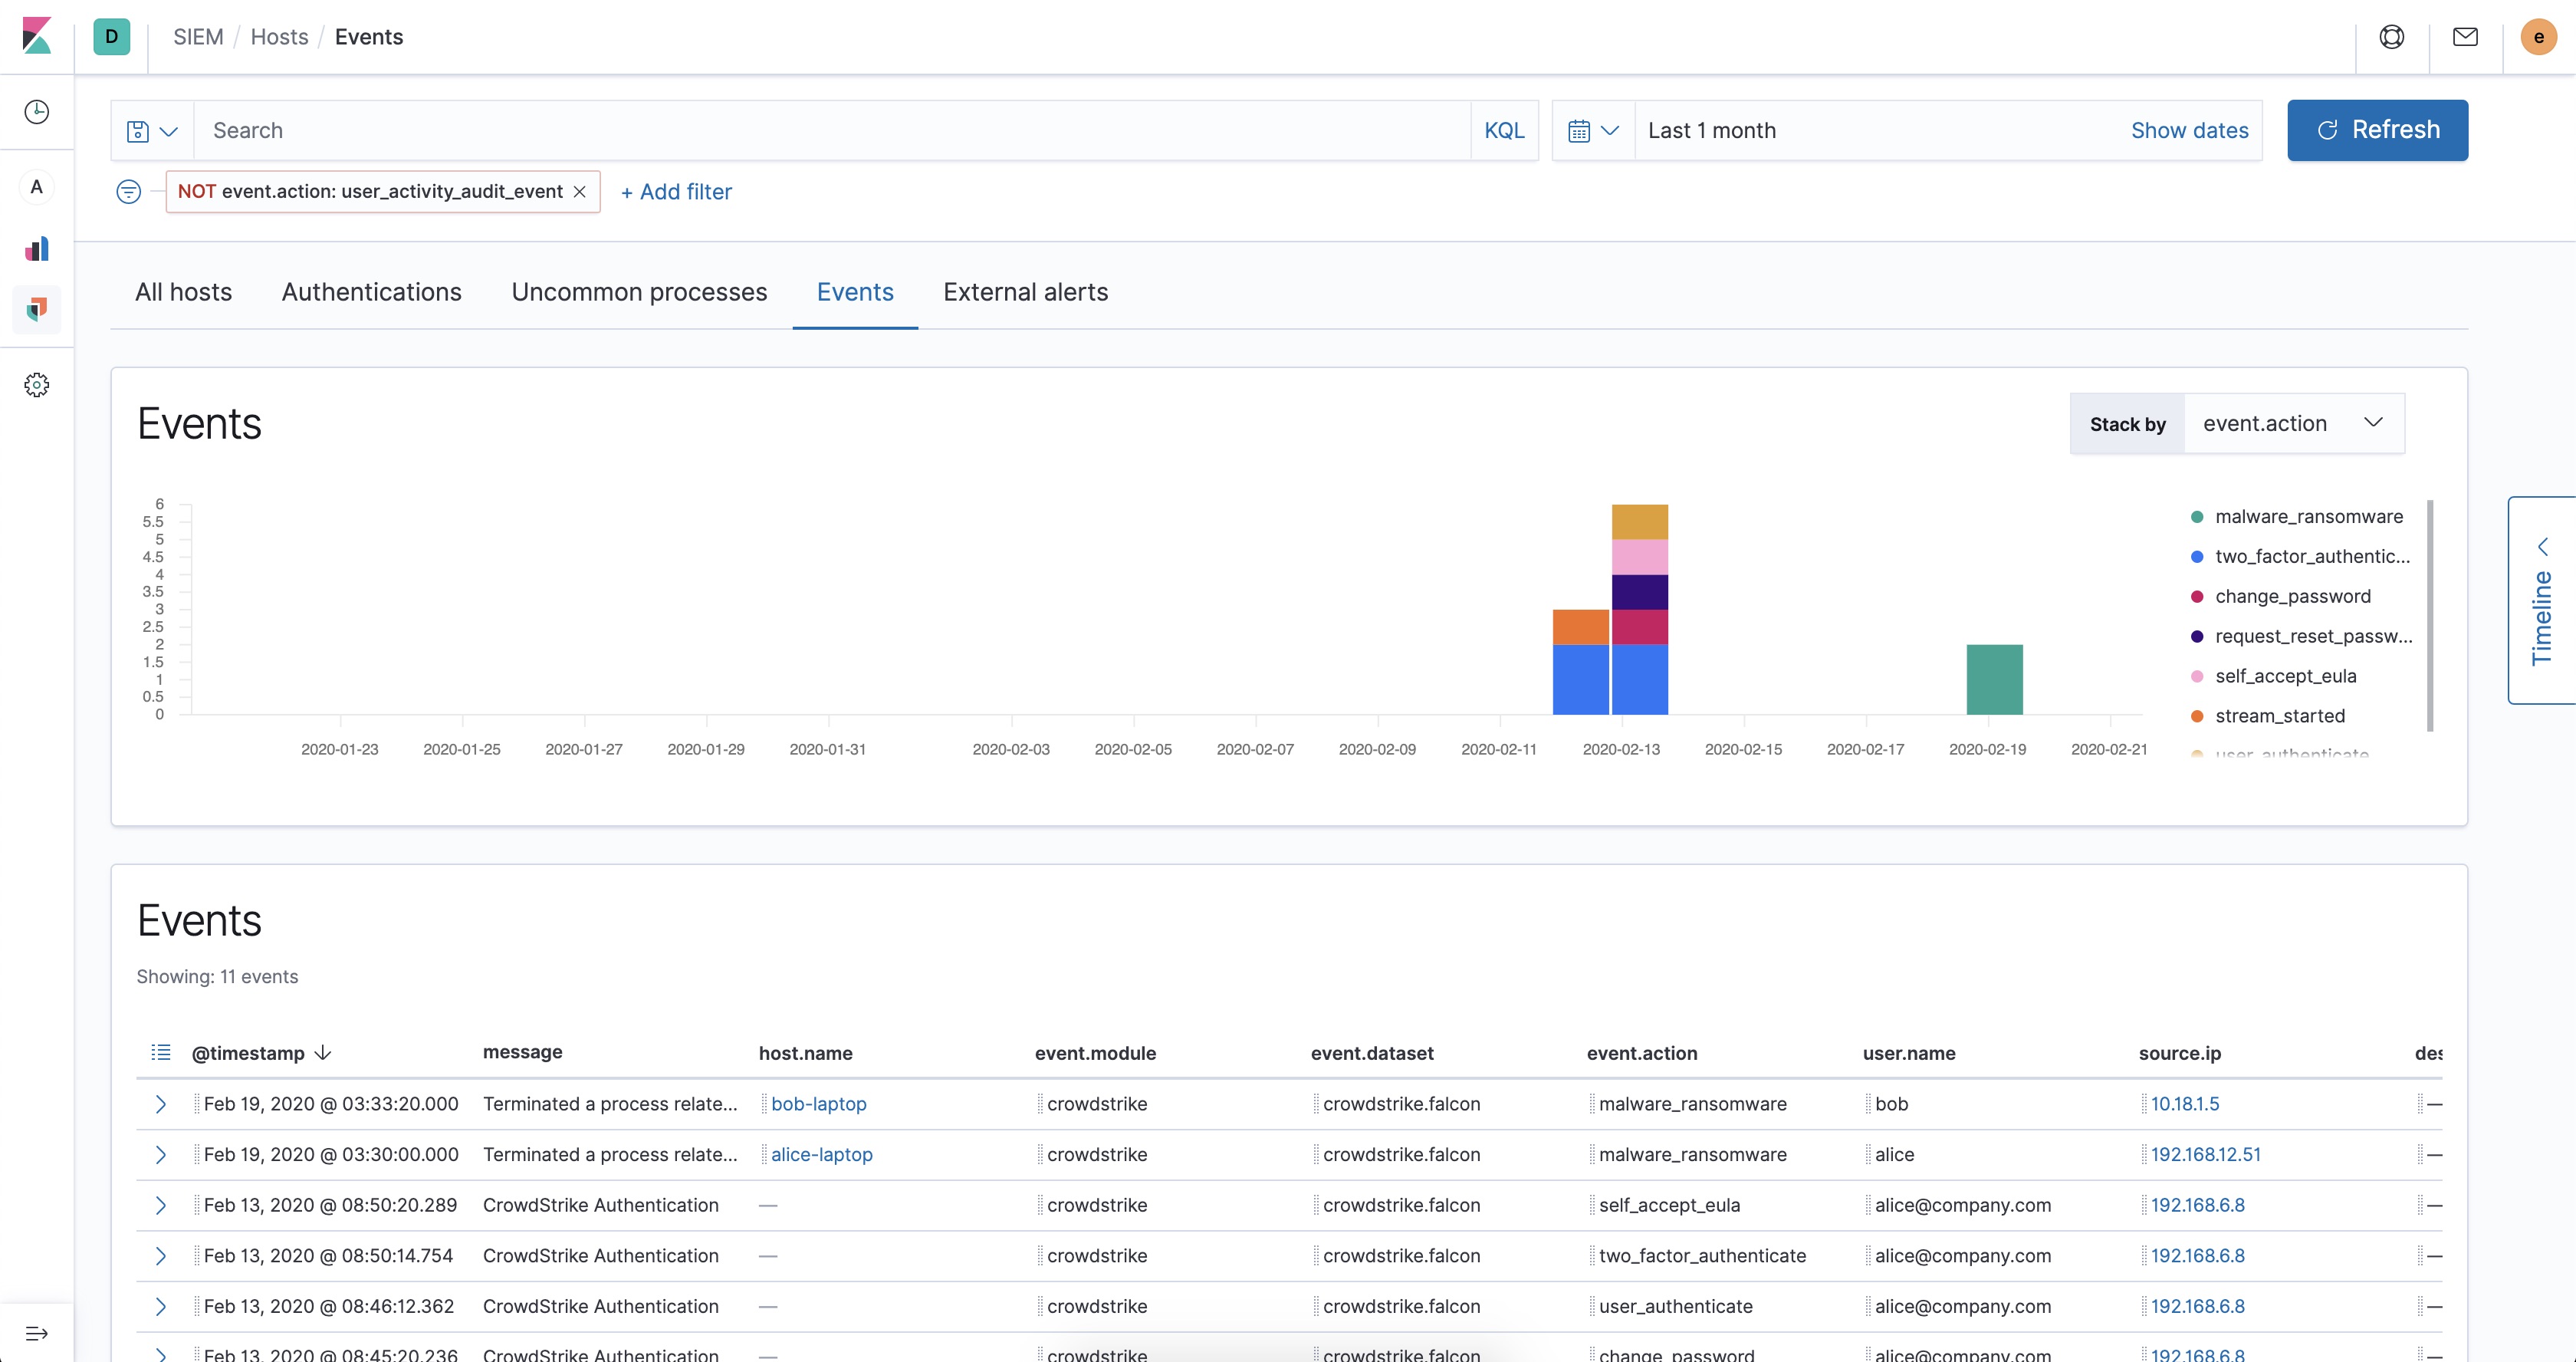 D SIEM / Hosts / Events e
Search KQL Last 1 month Show dates Refresh
NOT event.action: user_activity_audit_event × + Add filter
A
All hosts Authentications Uncommon processes Events External alerts
Events
Stack by event.action
6
5.5
5
4.5
4
3.5
3
2.5
2
1.5
1
0.5
0
2020-01-23 2020-01-25 2020-01-27 2020-01-29 2020-01-31 2020-02-03 2020-02-05 2020-02-07 2020-02-09 2020-02-11 2020-02-13 2020-02-15 2020-02-17 2020-02-19 2020-02-21
malware_ransomware
two_factor_authentic...
change_password
request_reset_passw...
self_accept_eula
stream_started
user_authenticate
Timeline
Events
Showing: 11 events
@timestamp message host.name event.module event.dataset event.action user.name source.ip des
Feb 19, 2020 @ 03:33:20.000 Terminated a process relate... bob-laptop crowdstrike crowdstrike.falcon malware_ransomware bob 10.18.1.5 —
Feb 19, 2020 @ 03:30:00.000 Terminated a process relate... alice-laptop crowdstrike crowdstrike.falcon malware_ransomware alice 192.168.12.51 —
Feb 13, 2020 @ 08:50:20.289 CrowdStrike Authentication — crowdstrike crowdstrike.falcon self_accept_eula alice@company.com 192.168.6.8 —
Feb 13, 2020 @ 08:50:14.754 CrowdStrike Authentication — crowdstrike crowdstrike.falcon two_factor_authenticate alice@company.com 192.168.6.8 —
Feb 13, 2020 @ 08:46:12.362 CrowdStrike Authentication — crowdstrike crowdstrike.falcon user_authenticate alice@company.com 192.168.6.8 —
Feb 13, 2020 @ 08:45:20.236 CrowdStrike Authentication — crowdstrike crowdstrike.falcon change_password alice@company.com 192.168.6.8 —